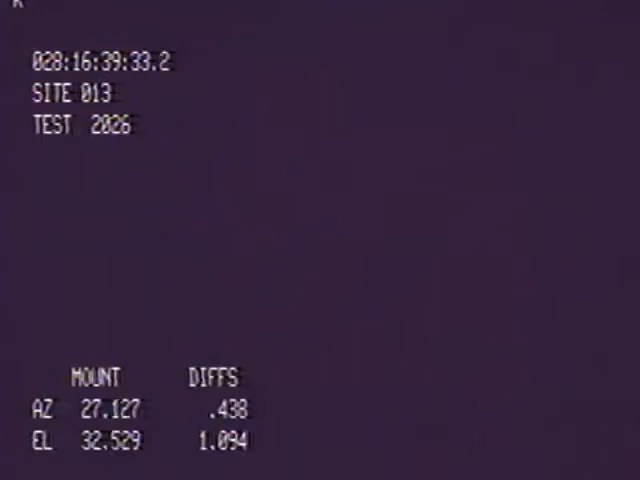 R
028:16:39:33.2
SITE 013
TEST 2026
MOUNT DIFFS
AZ 27.127 .438
EL 32.529 1.094